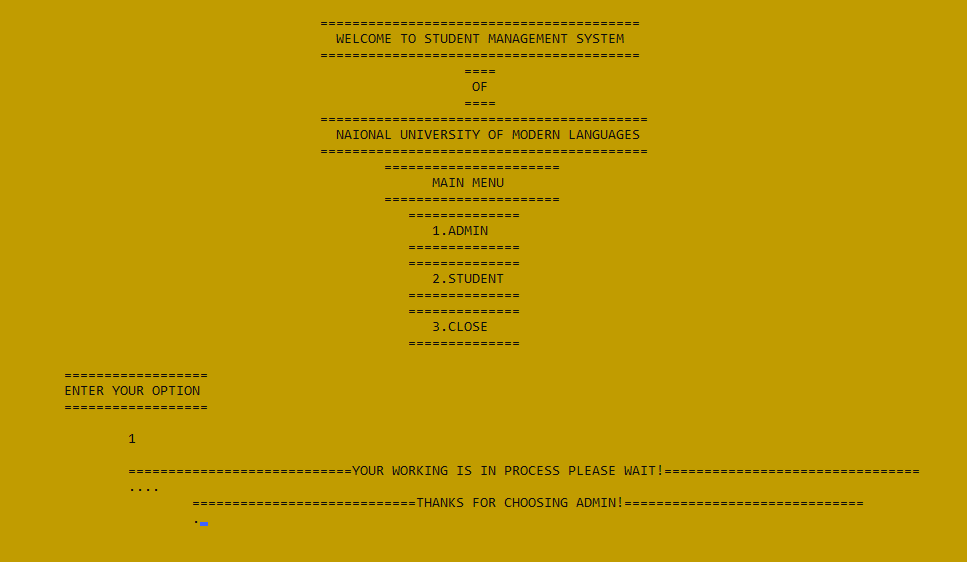 ========================================
WELCOME TO STUDENT MANAGEMENT SYSTEM
========================================
====
OF
====
=========================================
NAIONAL UNIVERSITY OF MODERN LANGUAGES
=========================================
======================
MAIN MENU
======================
==============
1.ADMIN
==============
==============
2.STUDENT
==============
==============
3.CLOSE
==============
==================
ENTER YOUR OPTION
==================
1
============================YOUR WORKING IS IN PROCESS PLEASE WAIT!================================
....
============================THANKS FOR CHOOSING ADMIN!==============================
.